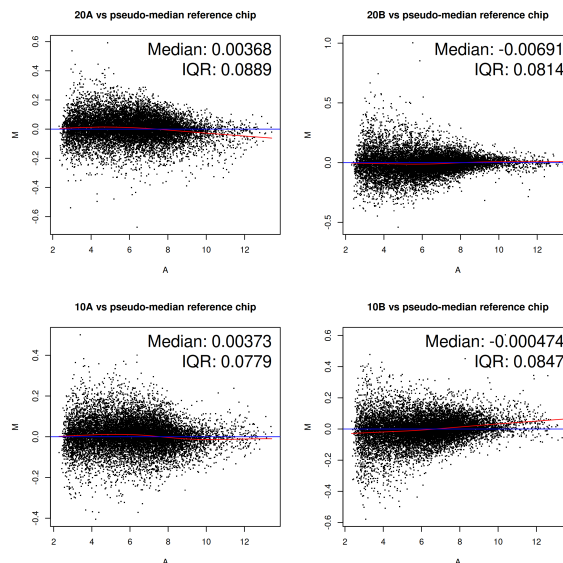 20A vs pseudo-median reference chip
Median: 0.00368
IQR: 0.0889
M
0.6
0.4
0.2
0.0
-0.2
-0.4
-0.6
2 4 6 8 10 12
A
20B vs pseudo-median reference chip
Median: -0.00691
IQR: 0.0814
M
1.0
0.5
0.0
-0.5
2 4 6 8 10 12
A
10A vs pseudo-median reference chip
Median: 0.00373
IQR: 0.0779
M
0.4
0.2
0.0
-0.2
-0.4
2 4 6 8 10 12
A
10B vs pseudo-median reference chip
Median: -0.000474
IQR: 0.0847
M
0.6
0.4
0.2
0.0
-0.2
-0.4
-0.6
2 4 6 8 10 12
A